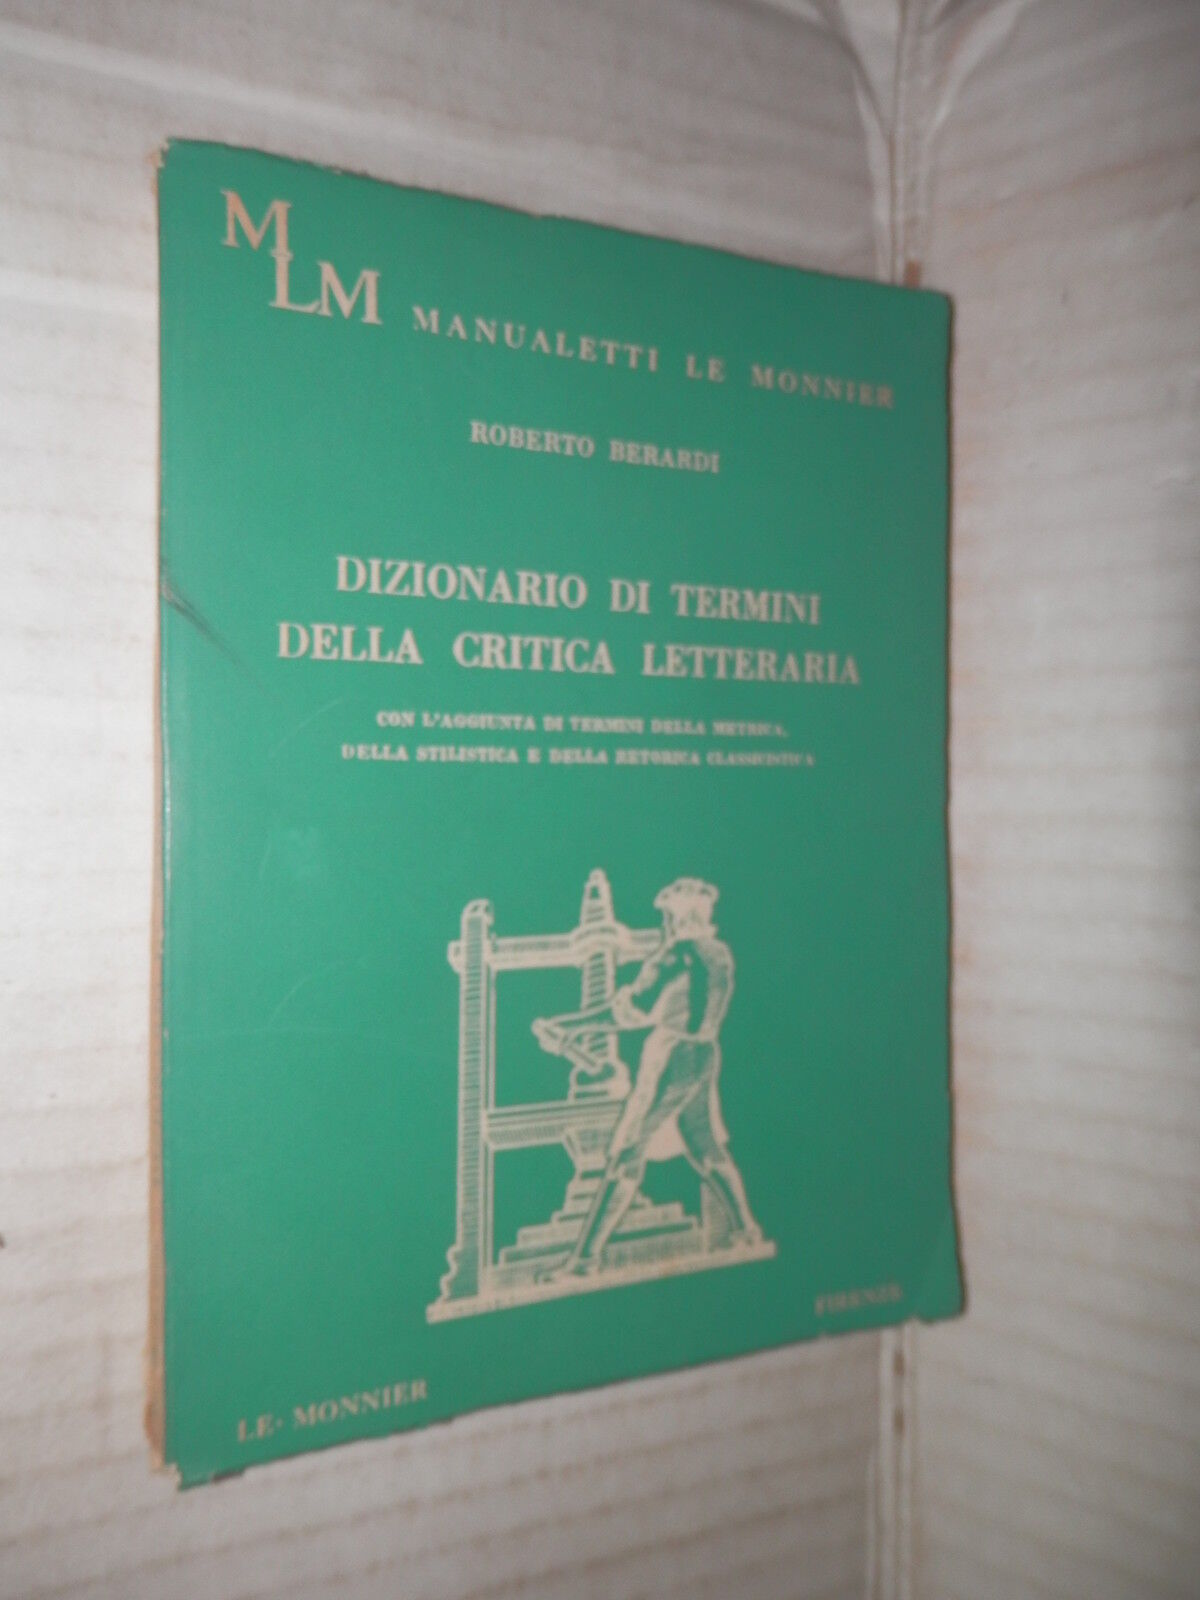 M
LM MANUALETTI LE MONNIER
ROBERTO BERARDI
DIZIONARIO DI TERMINI
DELLA CRITICA LETTERARIA
CON L'AGGIUNTA DI TERMINI DELLA METRICA,
DELLA STILISTICA E DELLA RETORICA CLASSICISTICA
LE MONNIER
FIRENZE